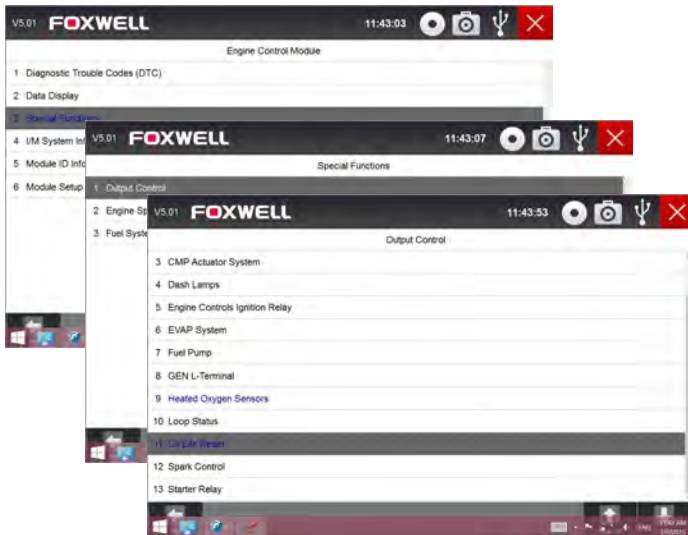 V5.01 FOXWELL 11:43:03
Engine Control Module
1 Diagnostic Trouble Codes (DTC)
2 Data Display
3 Special Functions
4 I/M System In
5 Module ID Info
6 Module Setup
V5.01 FOXWELL 11:43:07
Special Functions
1 Output Control
2 Engine Sp
3 Fuel Syste
V5.01 FOXWELL 11:43:53
Output Control
3 CMP Actuator System
4 Dash Lamps
5 Engine Controls Ignition Relay
6 EVAP System
7 Fuel Pump
8 GEN L-Terminal
9 Heated Oxygen Sensors
10 Loop Status
11 Oil Life Reset
12 Spark Control
13 Starter Relay
ENG